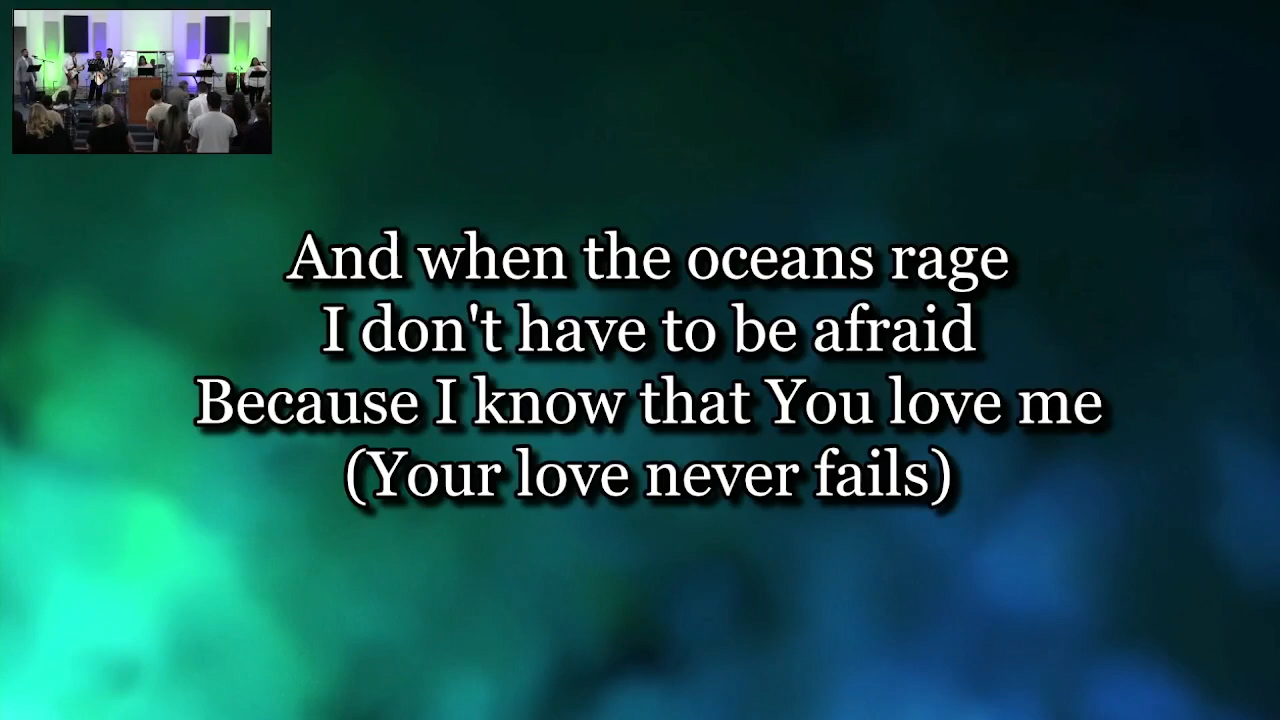 And when the oceans rage
I don't have to be afraid
Because I know that You love me
(Your love never fails)